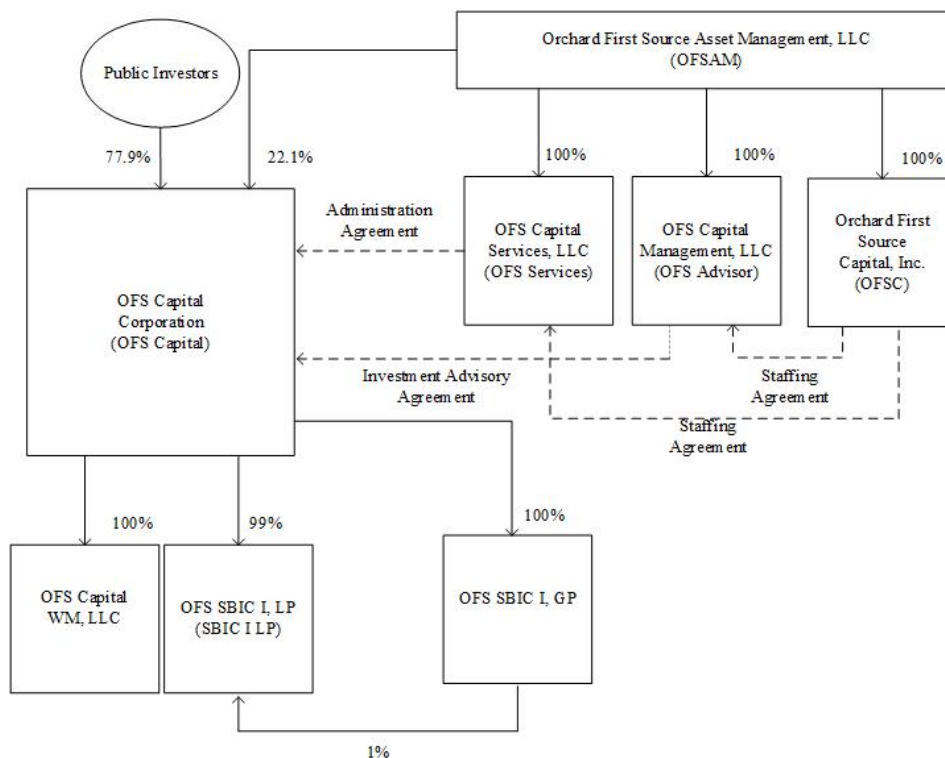 Orchard First Source Asset Management, LLC
(OFSAM)
Public Investors
77.9%
22.1%
100%
100%
100%
Administration
Agreement
OFS Capital
Services, LLC
(OFS Services)
OFS Capital
Management, LLC
(OFS Advisor)
Orchard First
Source
Capital, Inc.
(OFSC)
OFS Capital
Corporation
(OFS Capital)
Investment Advisory
Agreement
Staffing
Agreement
Staffing
Agreement
100%
99%
100%
OFS Capital
WM, LLC
OFS SBIC I, LP
(SBIC I LP)
OFS SBIC I, GP
1%